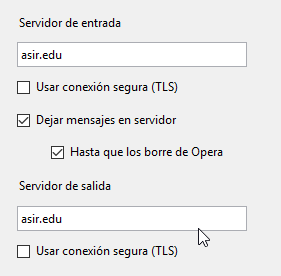 Servidor de entrada
asir.edu
Usar conexión segura (TLS)
Dejar mensajes en servidor
Hasta que los borre de Opera
Servidor de salida
asir.edu
Usar conexión segura (TLS)